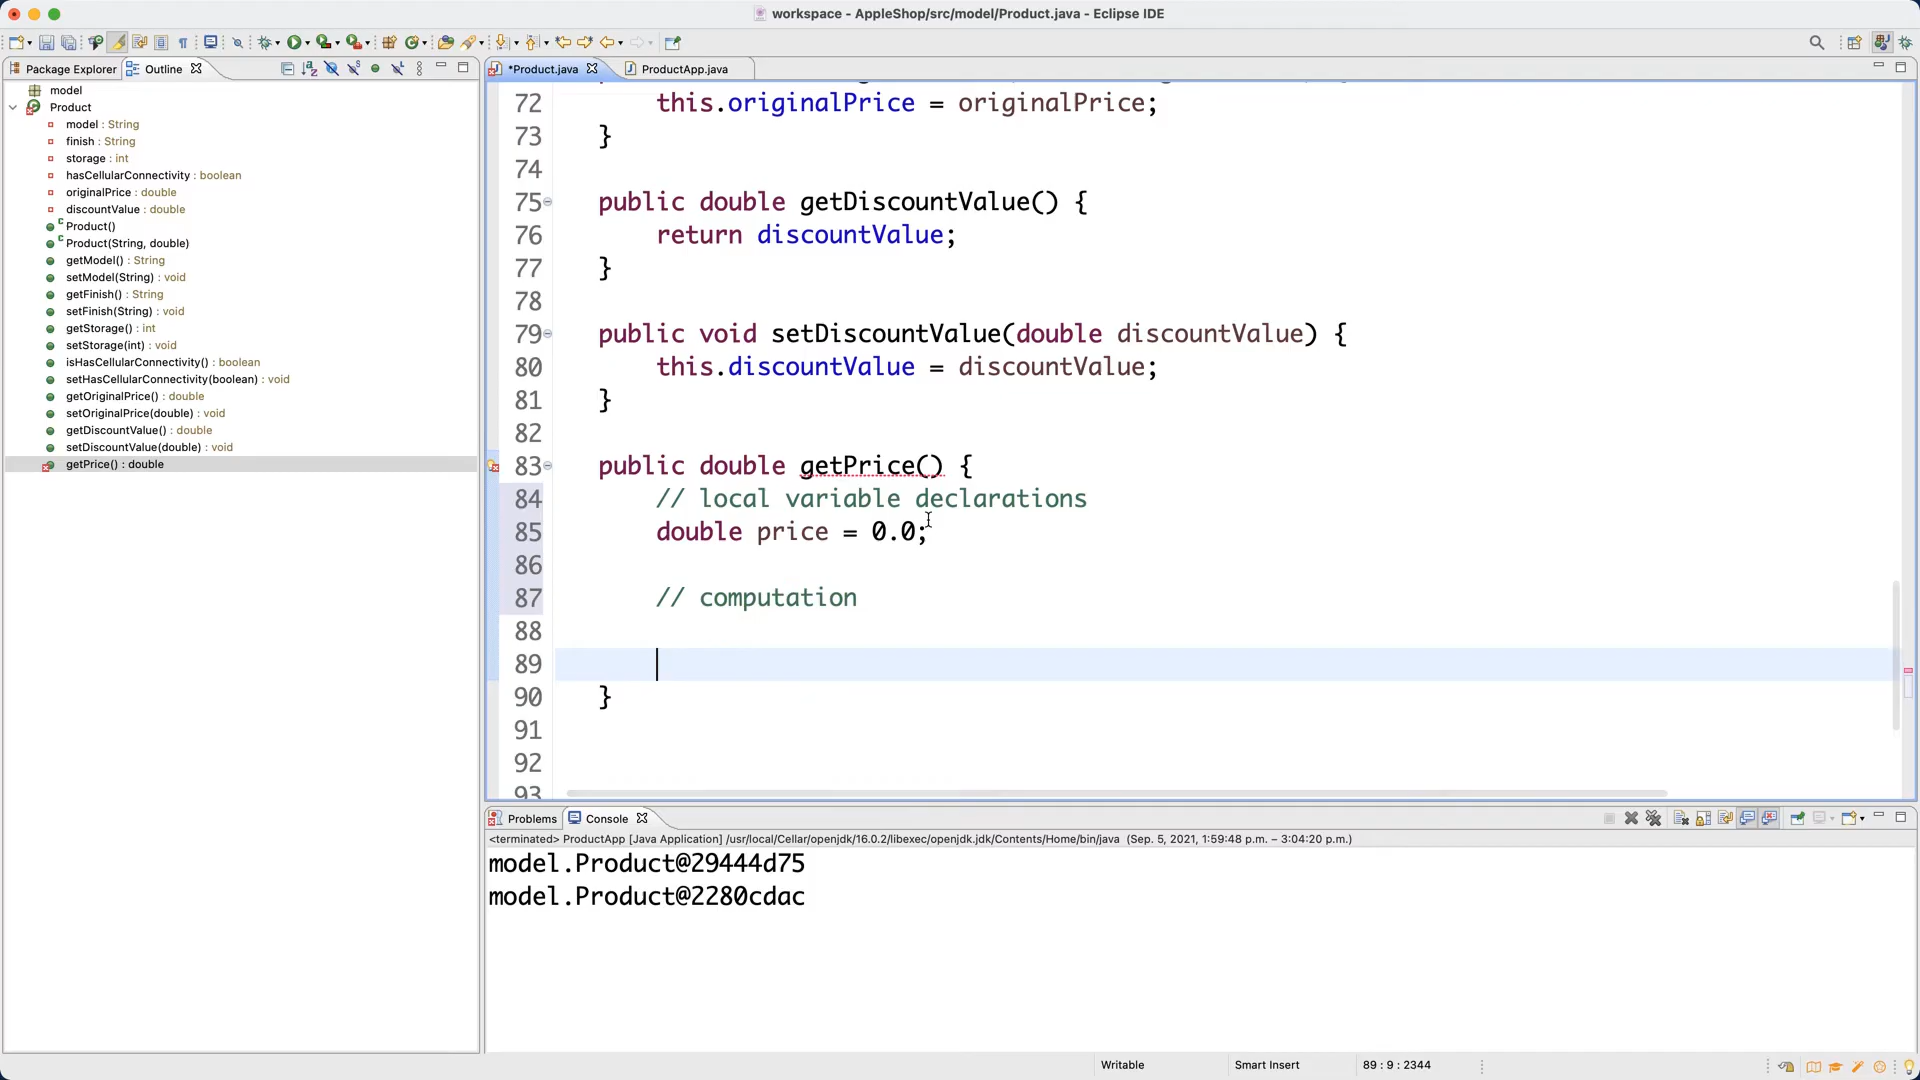 workspace - AppleShop/src/model/Product.java - Eclipse IDE
Package Explorer
Outline
*Product.java
ProductApp.java
model
Product
model : String
finish : String
storage : int
hasCellularConnectivity : boolean
originalPrice : double
discountValue : double
Product()
Product(String, double)
getModel() : String
setModel(String) : void
getFinish() : String
setFinish(String) : void
getStorage() : int
setStorage(int) : void
isHasCellularConnectivity() : boolean
setHasCellularConnectivity(boolean) : void
getOriginalPrice() : double
setOriginalPrice(double) : void
getDiscountValue() : double
setDiscountValue(double) : void
getPrice() : double
72 this.originalPrice = originalPrice;
73 }
74
75 public double getDiscountValue() {
76 return discountValue;
77 }
78
79 public void setDiscountValue(double discountValue) {
80 this.discountValue = discountValue;
81 }
82
83 public double getPrice() {
84 // local variable declarations
85 double price = 0.0;
86
87 // computation
88
89
90 }
91
92
93
Problems
Console
<terminated> ProductApp [Java Application] /usr/local/Cellar/openjdk/16.0.2/libexec/openjdk.jdk/Contents/Home/bin/java (Sep. 5, 2021, 1:59:48 p.m. – 3:04:20 p.m.)
model.Product@29444d75
model.Product@2280cdac
Writable
Smart Insert
89 : 9 : 2344